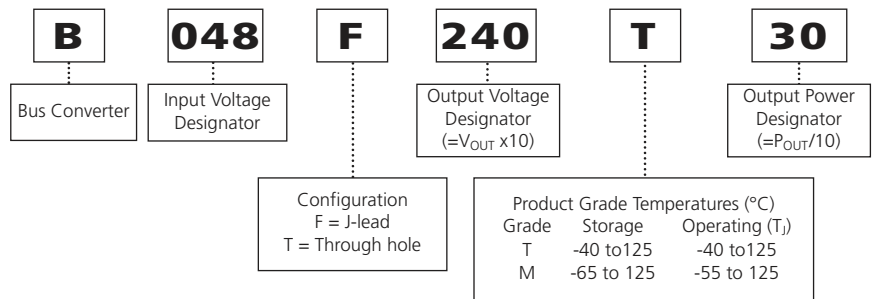 B 048 F 240 T 30
Bus Converter
Input Voltage
Designator
Output Voltage
Designator
(=VOUT x10)
Output Power
Designator
(=POUT/10)
Configuration
F = J-lead
T = Through hole
Product Grade Temperatures (°C)
Grade Storage Operating (TJ)
T -40 to125 -40 to125
M -65 to 125 -55 to 125